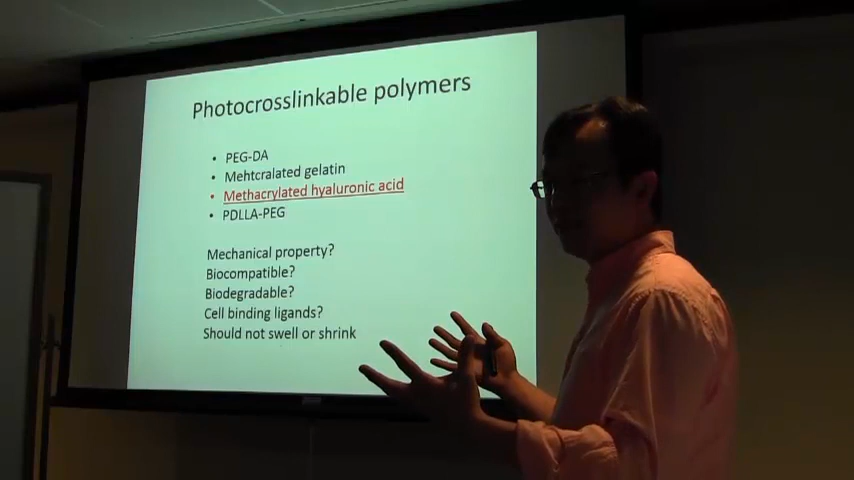 Photocrosslinkable polymers
• PEG-DA
• Mehtcralated gelatin
• Methacrylated hyaluronic acid
• PDLLA-PEG
Mechanical property?
Biocompatible?
Biodegradable?
Cell binding ligands?
Should not swell or shrink